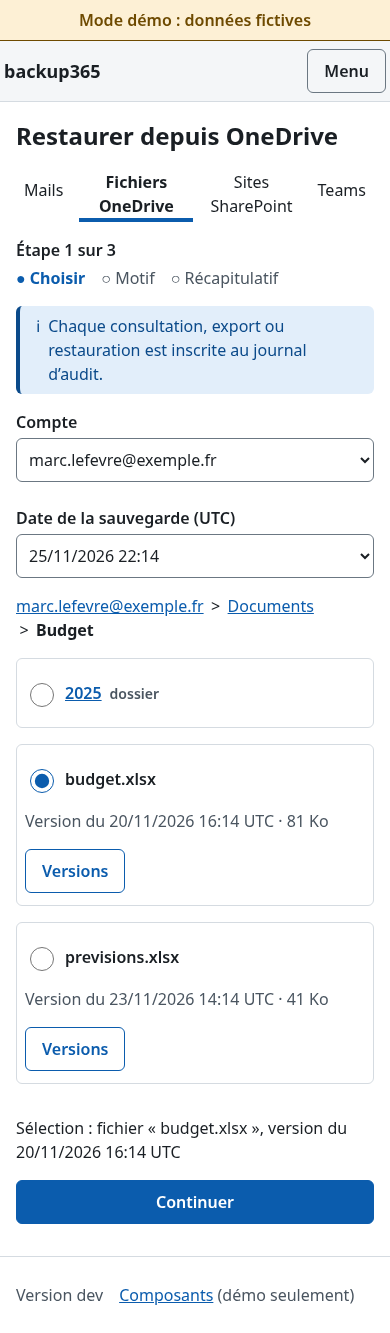 Mode démo : données fictives
backup365
Menu
Restaurer depuis OneDrive
Mails
Fichiers
OneDrive
Sites
SharePoint
Teams
Étape 1 sur 3
● Choisir ○ Motif ○ Récapitulatif
i Chaque consultation, export ou
restauration est inscrite au journal
d’audit.
Compte
marc.lefevre@exemple.fr
Date de la sauvegarde (UTC)
25/11/2026 22:14
marc.lefevre@exemple.fr > Documents
> Budget
2025 dossier
budget.xlsx
Version du 20/11/2026 16:14 UTC · 81 Ko
Versions
previsions.xlsx
Version du 23/11/2026 14:14 UTC · 41 Ko
Versions
Sélection : fichier « budget.xlsx », version du
20/11/2026 16:14 UTC
Continuer
Version dev Composants (démo seulement)